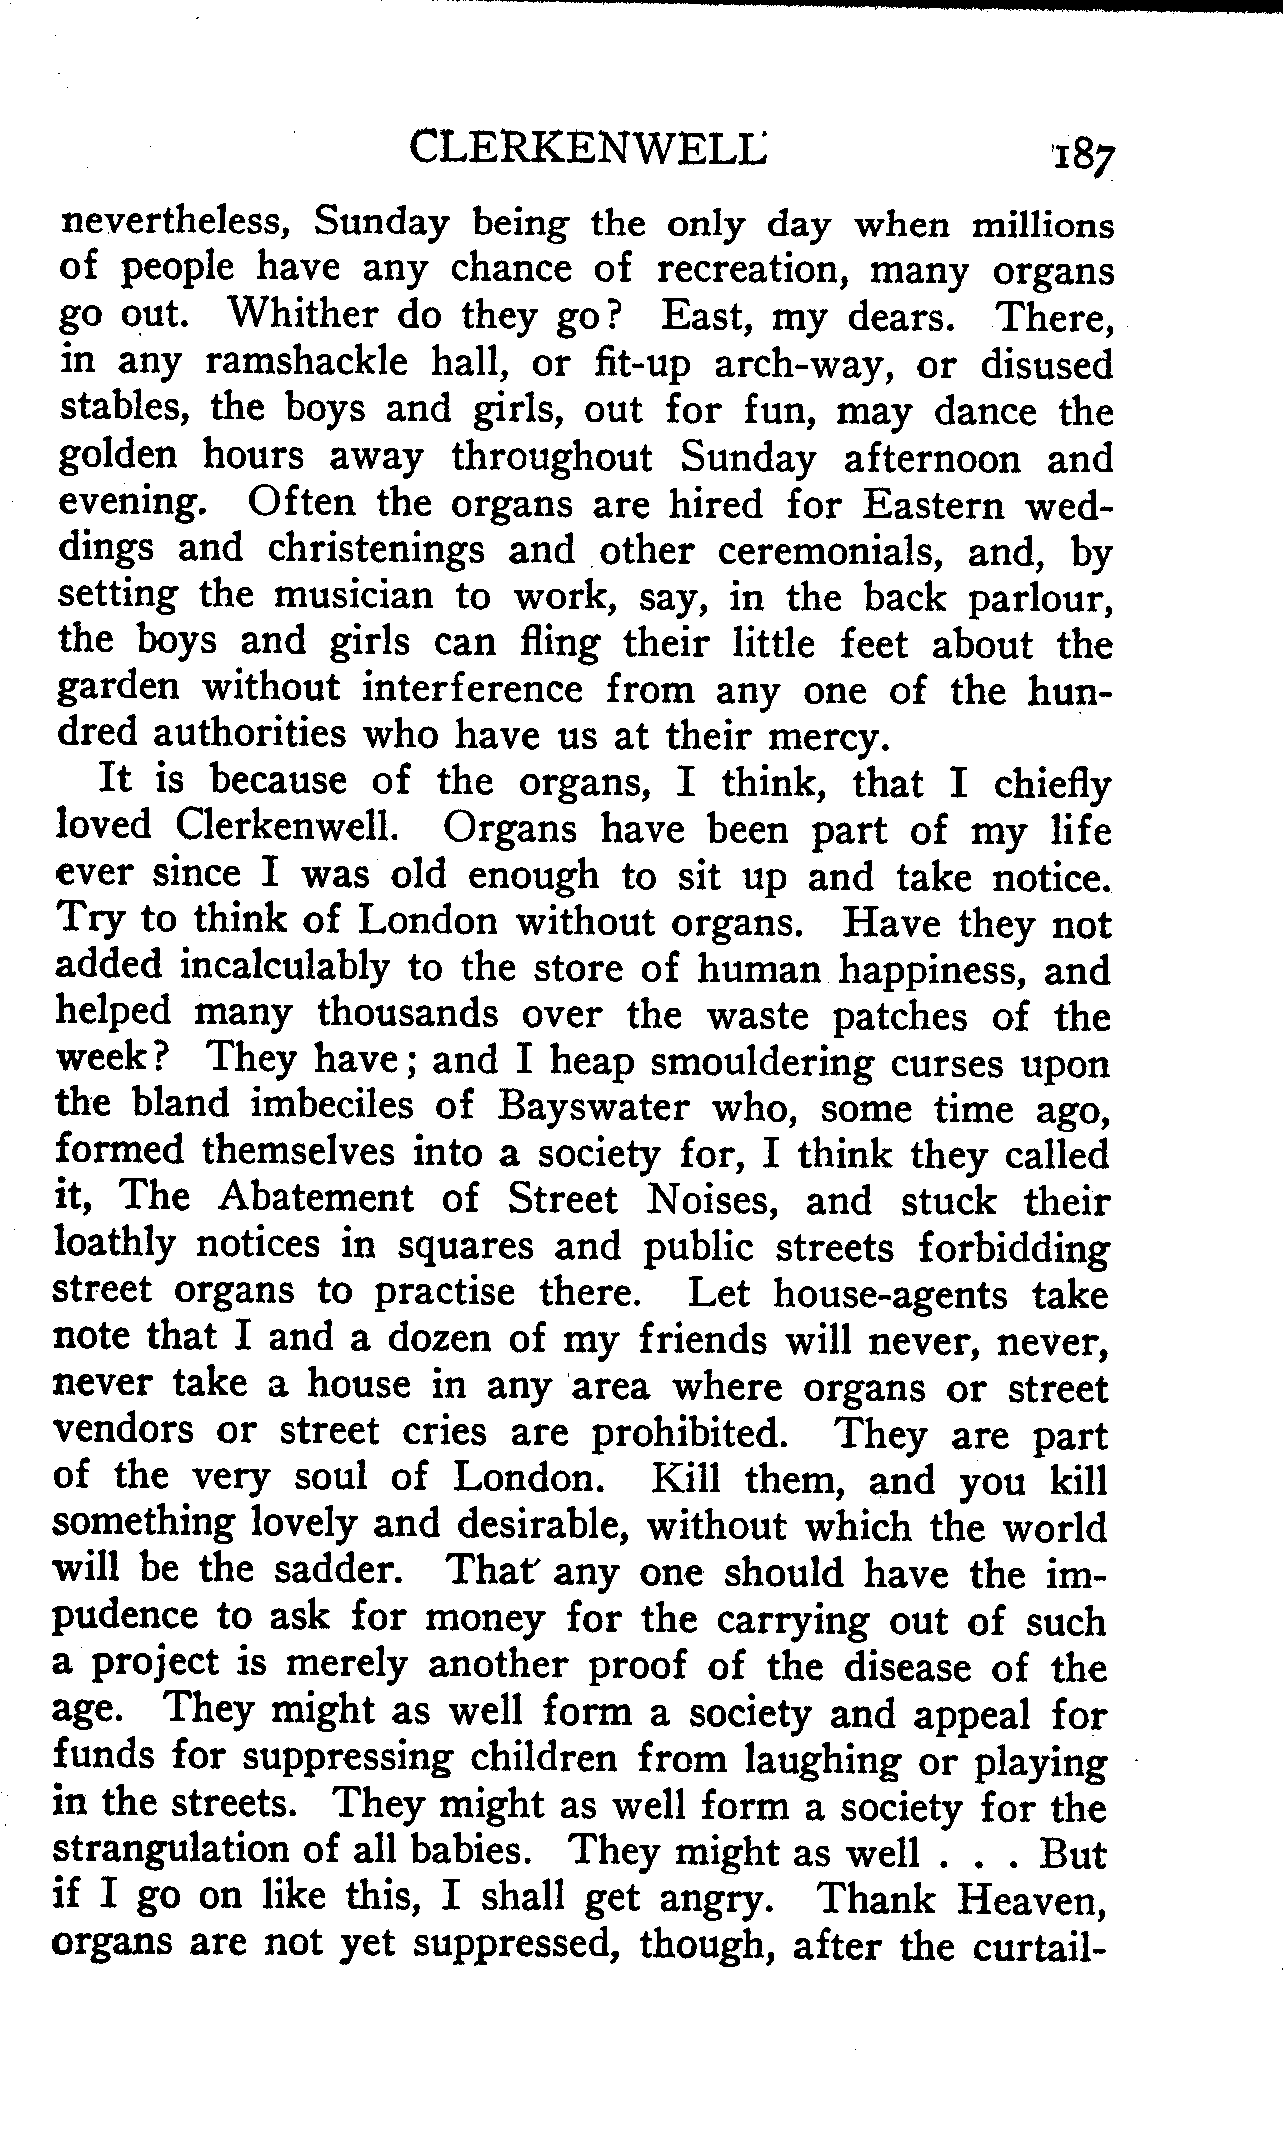 CLERKENWELL 187
nevertheless, Sunday being the only day when millions
of people have any chance of recreation, many organs
go out. Whither do they go? East, my dears. There,
in any ramshackle hall, or fit-up arch-way, or disused
stables, the boys and girls, out for fun, may dance the
golden hours away throughout Sunday afternoon and
evening. Often the organs are hired for Eastern wed-
dings and christenings and other ceremonials, and, by
setting the musician to work, say, in the back parlour,
the boys and girls can fling their little feet about the
garden without interference from any one of the hun-
dred authorities who have us at their mercy.
It is because of the organs, I think, that I chiefly
loved Clerkenwell. Organs have been part of my life
ever since I was old enough to sit up and take notice.
Try to think of London without organs. Have they not
added incalculably to the store of human happiness, and
helped many thousands over the waste patches of the
week? They have; and I heap smouldering curses upon
the bland imbeciles of Bayswater who, some time ago,
formed themselves into a society for, I think they called
it, The Abatement of Street Noises, and stuck their
loathly notices in squares and public streets forbidding
street organs to practise there. Let house-agents take
note that I and a dozen of my friends will never, never,
never take a house in any area where organs or street
vendors or street cries are prohibited. They are part
of the very soul of London. Kill them, and you kill
something lovely and desirable, without which the world
will be the sadder. That any one should have the im-
pudence to ask for money for the carrying out of such
a project is merely another proof of the disease of the
age. They might as well form a society and appeal for
funds for suppressing children from laughing or playing
in the streets. They might as well form a society for the
strangulation of all babies. They might as well . . . But
if I go on like this, I shall get angry. Thank Heaven,
organs are not yet suppressed, though, after the curtail-